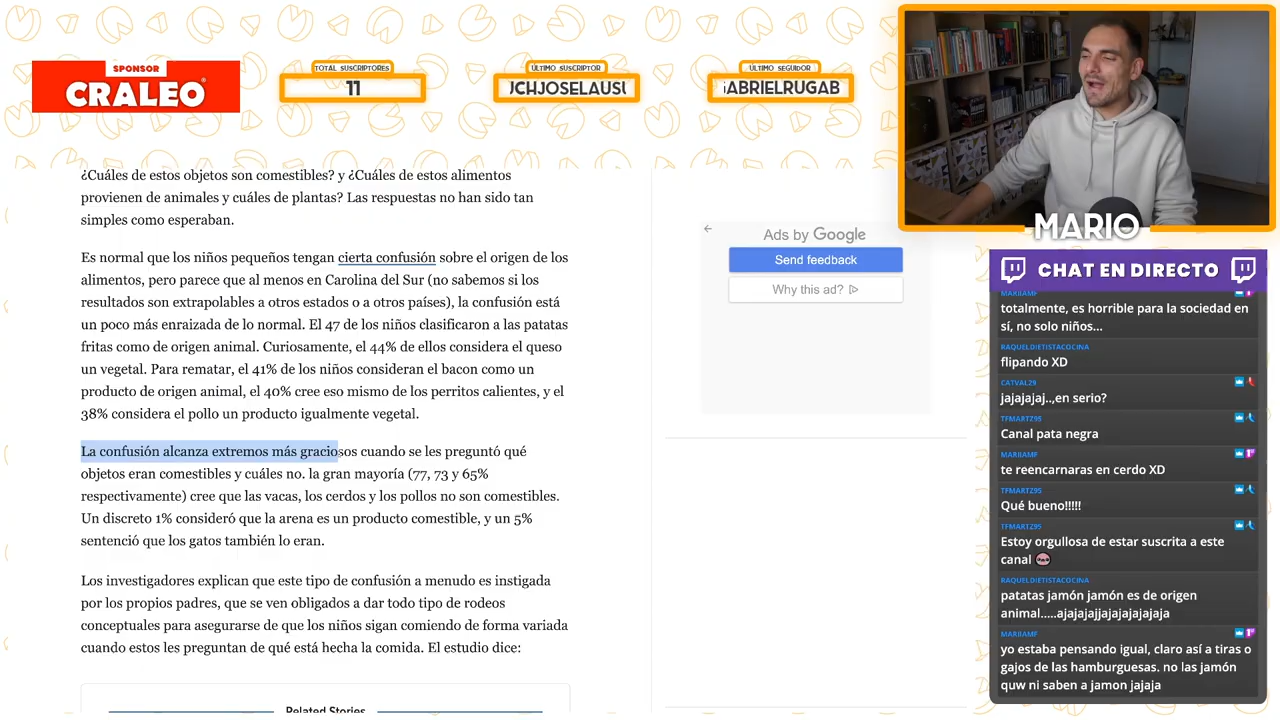 SPONSOR
CRALEO
TOTAL SUSCRIPTORES
11
ÚLTIMO SUSCRIPTOR
JCHJOSELAUSU
ÚLTIMO SEGUIDOR
ABRIELRUGAB
MARIO
¿Cuáles de estos objetos son comestibles? y ¿Cuáles de estos alimentos
provienen de animales y cuáles de plantas? Las respuestas no han sido tan
simples como esperaban.
Es normal que los niños pequeños tengan cierta confusión sobre el origen de los
alimentos, pero parece que al menos en Carolina del Sur (no sabemos si los
resultados son extrapolables a otros estados o a otros países), la confusión está
un poco más enraizada de lo normal. El 47 de los niños clasificaron a las patatas
fritas como de origen animal. Curiosamente, el 44% de ellos considera el queso
un vegetal. Para rematar, el 41% de los niños consideran el bacon como un
producto de origen animal, el 40% cree eso mismo de los perritos calientes, y el
38% considera el pollo un producto igualmente vegetal.
La confusión alcanza extremos más graciosos cuando se les preguntó qué
objetos eran comestibles y cuáles no. la gran mayoría (77, 73 y 65%
respectivamente) cree que las vacas, los cerdos y los pollos no son comestibles.
Un discreto 1% consideró que la arena es un producto comestible, y un 5%
sentenció que los gatos también lo eran.
Los investigadores explican que este tipo de confusión a menudo es instigada
por los propios padres, que se ven obligados a dar todo tipo de rodeos
conceptuales para asegurarse de que los niños sigan comiendo de forma variada
cuando estos les preguntan de qué está hecha la comida. El estudio dice:
Related Stories
Ads by Google
Send feedback
Why this ad?
CHAT EN DIRECTO
MARIIAMF
totalmente, es horrible para la sociedad en
sí, no solo niños...
RAQUELDIETISTACOCINA
flipando XD
CATVAL29
jajajajaj..,en serio?
TFMARTZ95
Canal pata negra
MARIIAMF
te reencarnaras en cerdo XD
TFMARTZ95
Qué bueno!!!!!
TFMARTZ95
Estoy orgullosa de estar suscrita a este
canal
RAQUELDIETISTACOCINA
patatas jamón jamón es de origen
animal.....ajajajajjajajajajajaja
MARIIAMF
yo estaba pensando igual, claro así a tiras o
gajos de las hamburguesas. no las jamón
quw ni saben a jamon jajaja